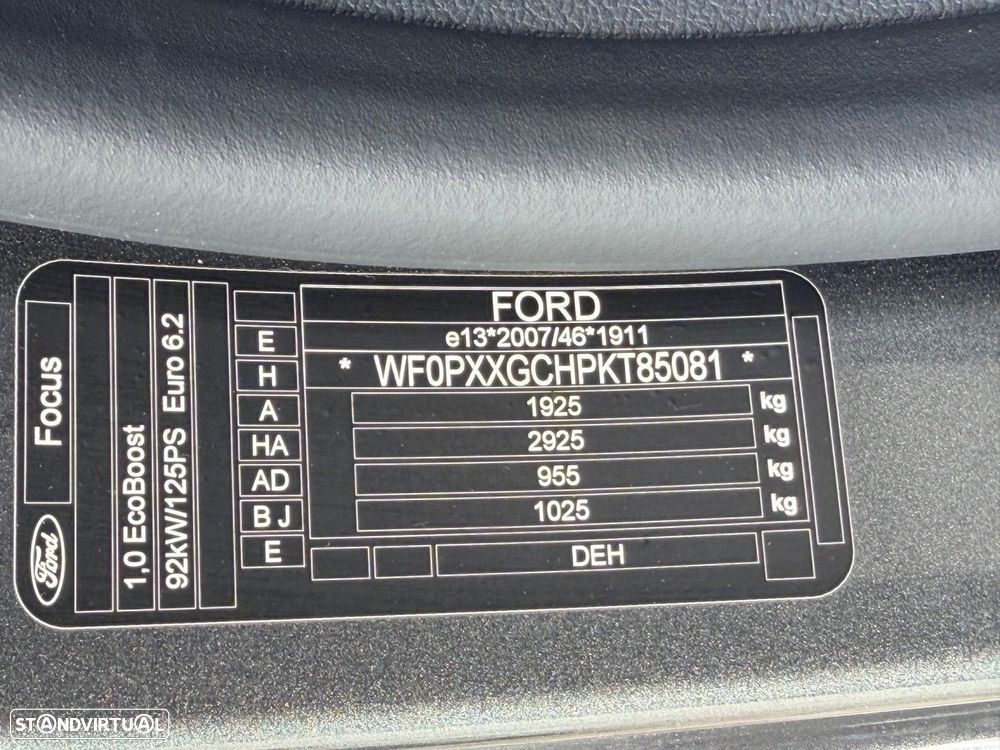 Focus
Ford
1,0 EcoBoost
92kW/125PS Euro 6.2
E
H
A
HA
AD
B J
E
FORD
e13*2007/46*1911
* WF0PXXGCHPKT85081 *
1925 kg
2925 kg
955 kg
1025 kg
DEH
STANDVIRTUAL